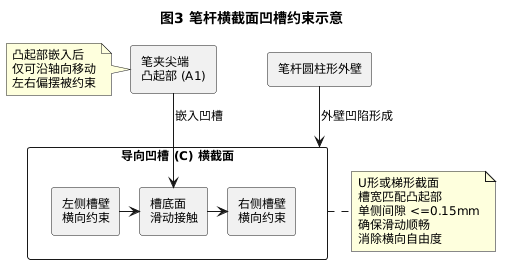 图3 笔杆横截面凹槽约束示意
凸起部嵌入后
仅可沿轴向移动
左右偏摆被约束
笔夹尖端
凸起部 (A1)
笔杆圆柱形外壁
嵌入凹槽
外壁凹陷形成
导向凹槽 (C) 横截面
左侧槽壁
横向约束
槽底面
滑动接触
右侧槽壁
横向约束
U形或梯形截面
槽宽匹配凸起部
单侧间隙 <=0.15mm
确保滑动顺畅
消除横向自由度